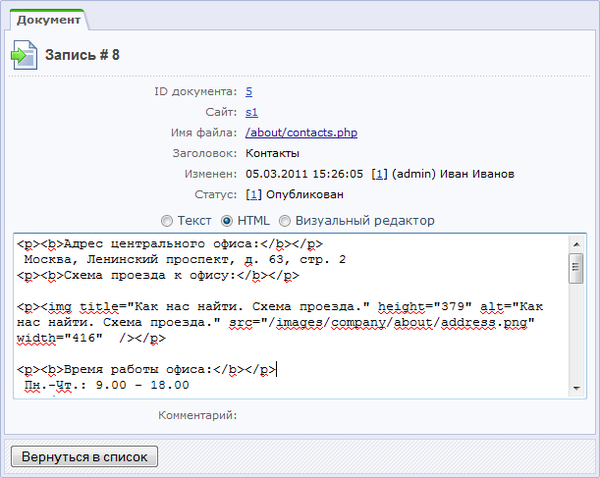 Документ
Запись # 8
ID документа: 5
Сайт: s1
Имя файла: /about/contacts.php
Заголовок: Контакты
Изменен: 05.03.2011 15:26:05 [1] (admin) Иван Иванов
Статус: [1] Опубликован
Текст HTML Визуальный редактор
<p><b>Адрес центрального офиса:</b></p>
Москва, Ленинский проспект, д. 63, стр. 2
<p><b>Схема проезда к офису:</b></p>
<p><img title="Как нас найти. Схема проезда." height="379" alt="Как
нас найти. Схема проезда." src="/images/company/about/address.png"
width="416"  /></p>
<p><b>Время работы офиса:</b></p>
Пн.-Чт.: 9.00 - 18.00
Комментарий:
Вернуться в список